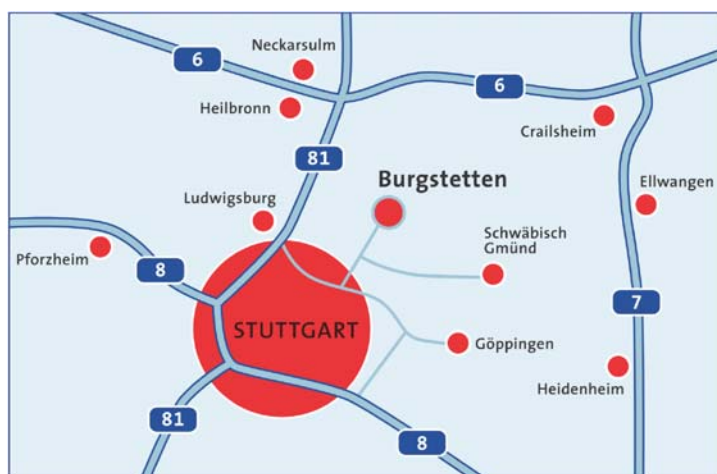 Neckarsulm
6
6
Heilbronn
Crailsheim
81
Burgstetten
Ellwangen
Ludwigsburg
Schwäbisch
Gmünd
Pforzheim
8
7
STUTTGART
Göppingen
Heidenheim
81
8